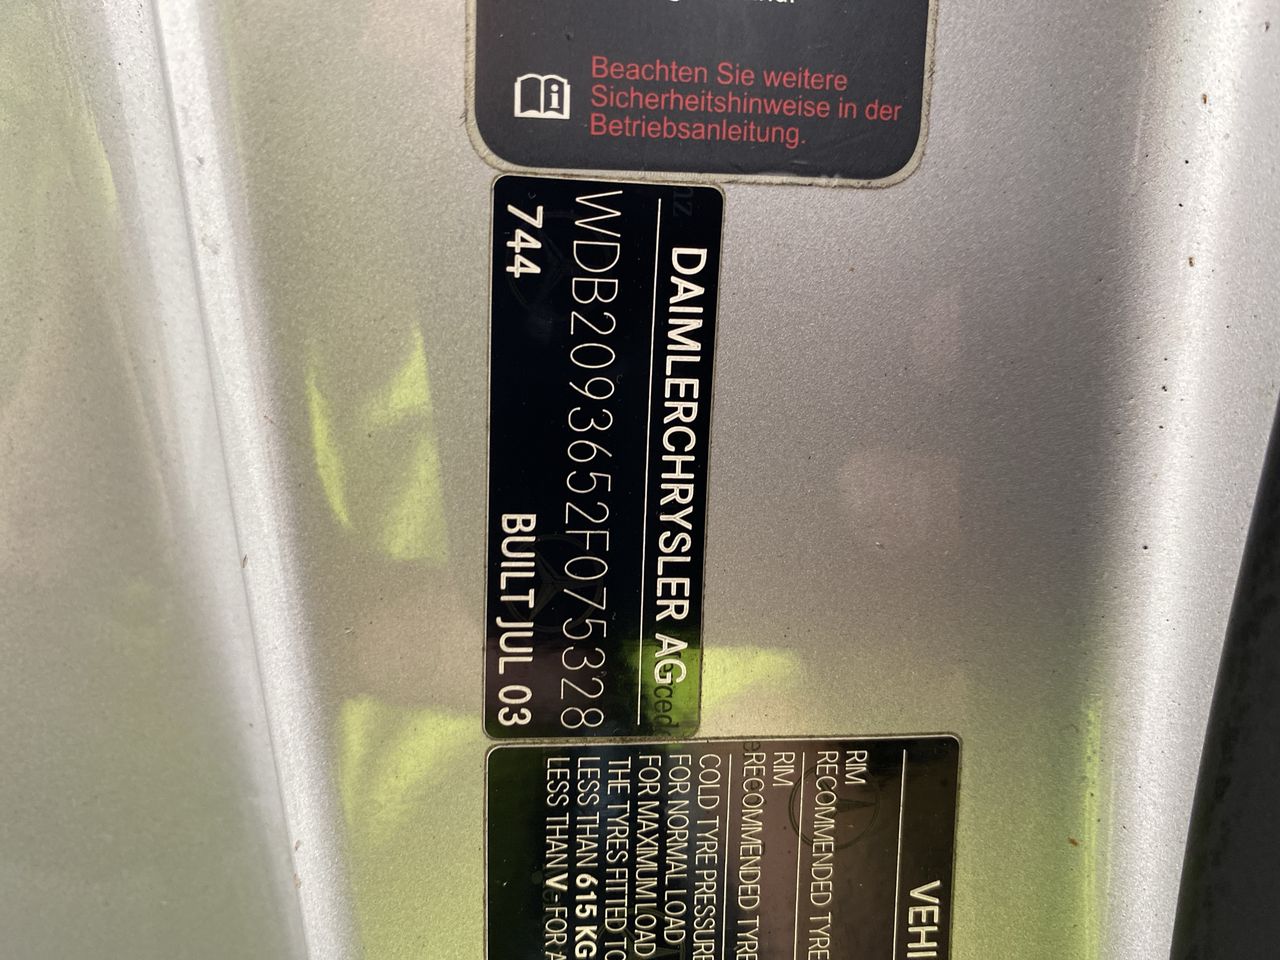 Beachten Sie weitere
Sicherheitshinweise in der
Betriebsanleitung.
DAIMLERCHRYSLER AG
WDB2093652F075328
744 BUILT JUL 03
VEHI
RECOMMENDED TYRE
RIM
RECOMMENDED TYRE
RIM
COLD TYRE PRESSURE
FOR NORMAL LOAD
FOR MAXIMUM LOAD
THE TYRES FITTED TO
LESS THAN 615 KG
LESS THAN V - FOR A